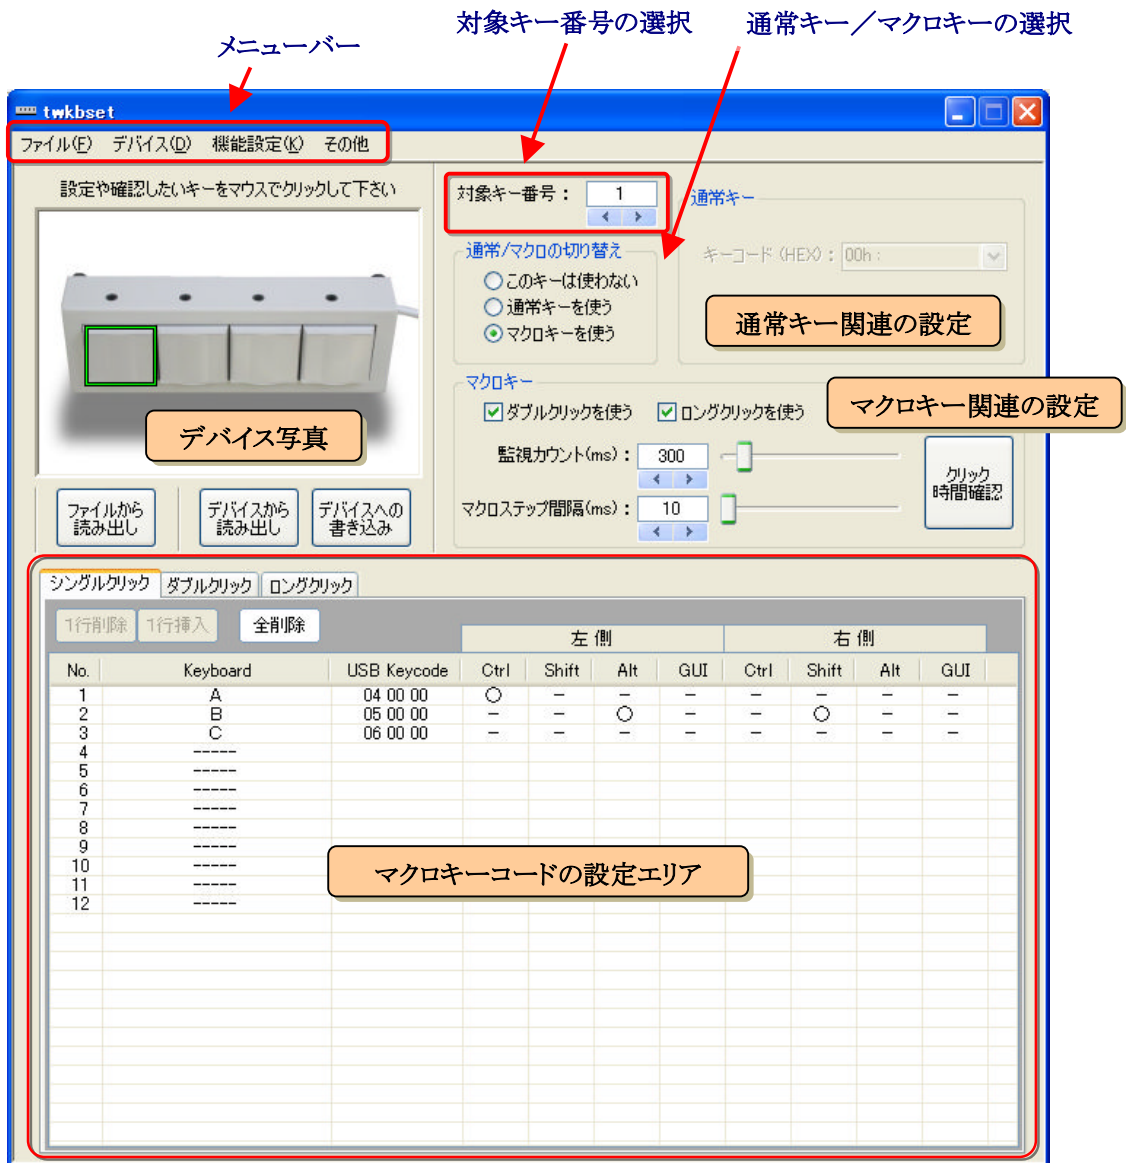 メニューバー
対象キー番号の選択
通常キー／マクロキーの選択
twkbset
ファイル(F) デバイス(D) 機能設定(K) その他
設定や確認したいキーをマウスでクリックして下さい
デバイス写真
ファイルから
読み出し
デバイスから
読み出し
デバイスへの
書き込み
対象キー番号： 1
通常/マクロの切り替え
このキーは使わない
通常キーを使う
マクロキーを使う
通常キー
キーコード (HEX)： 00h :
通常キー関連の設定
マクロキー
マクロキー関連の設定
ダブルクリックを使う ロングクリックを使う
監視カウント(ms)： 300
マクロステップ間隔(ms)： 10
クリック
時間確認
シングルクリック ダブルクリック ロングクリック
1行削除 1行挿入 全削除
左側 右側
No. Keyboard USB Keycode Ctrl Shift Alt GUI Ctrl Shift Alt GUI
1 A 04 00 00 ○ － － － － － － －
2 B 05 00 00 － － ○ － － ○ － －
3 C 06 00 00 － － － － － － － －
4 -----
5 -----
6 -----
7 -----
8 -----
9 -----
10 -----
11 -----
12 -----
マクロキーコードの設定エリア